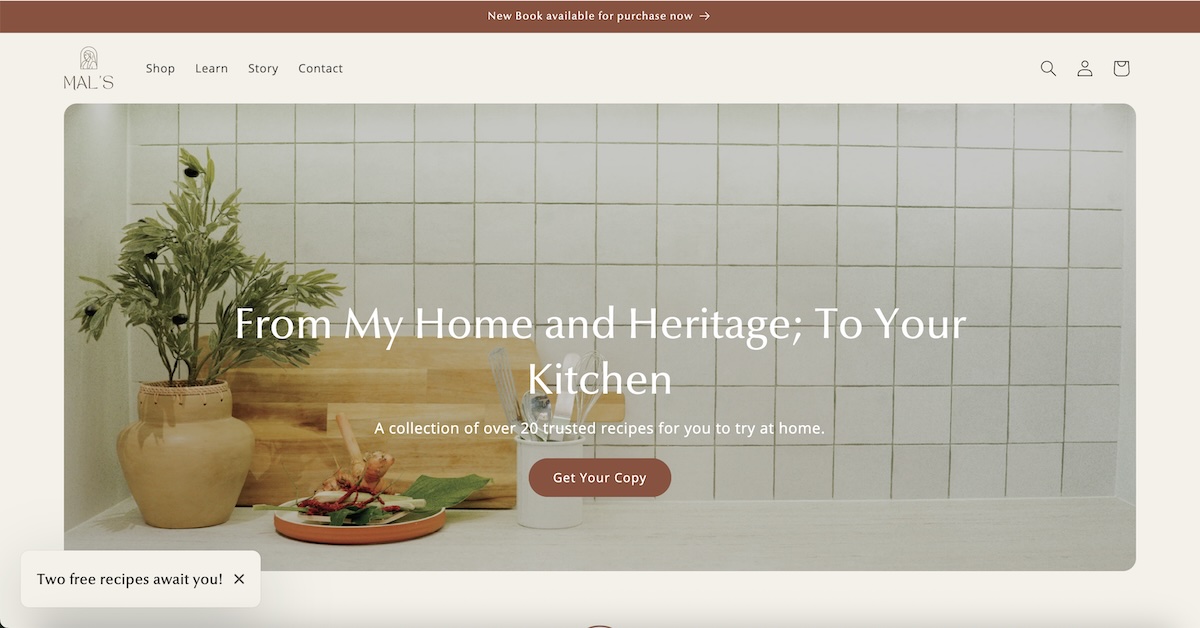 New Book available for purchase now →
MAL'S
Shop
Learn
Story
Contact
From My Home and Heritage; To Your
Kitchen
A collection of over 20 trusted recipes for you to try at home.
Get Your Copy
Two free recipes await you!